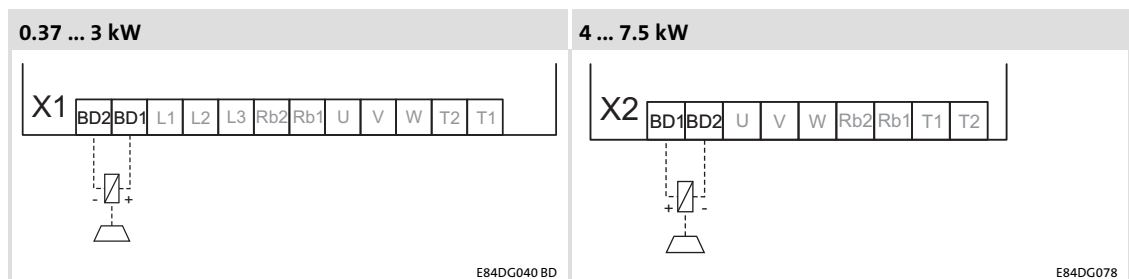 0.37 ... 3 kW
X1 BD2 BD1 L1 L2 L3 Rb2 Rb1 U V W T2 T1
- +
E84DG040 BD
4 ... 7.5 kW
X2 BD1 BD2 U V W Rb2 Rb1 T1 T2
+ -
E84DG078